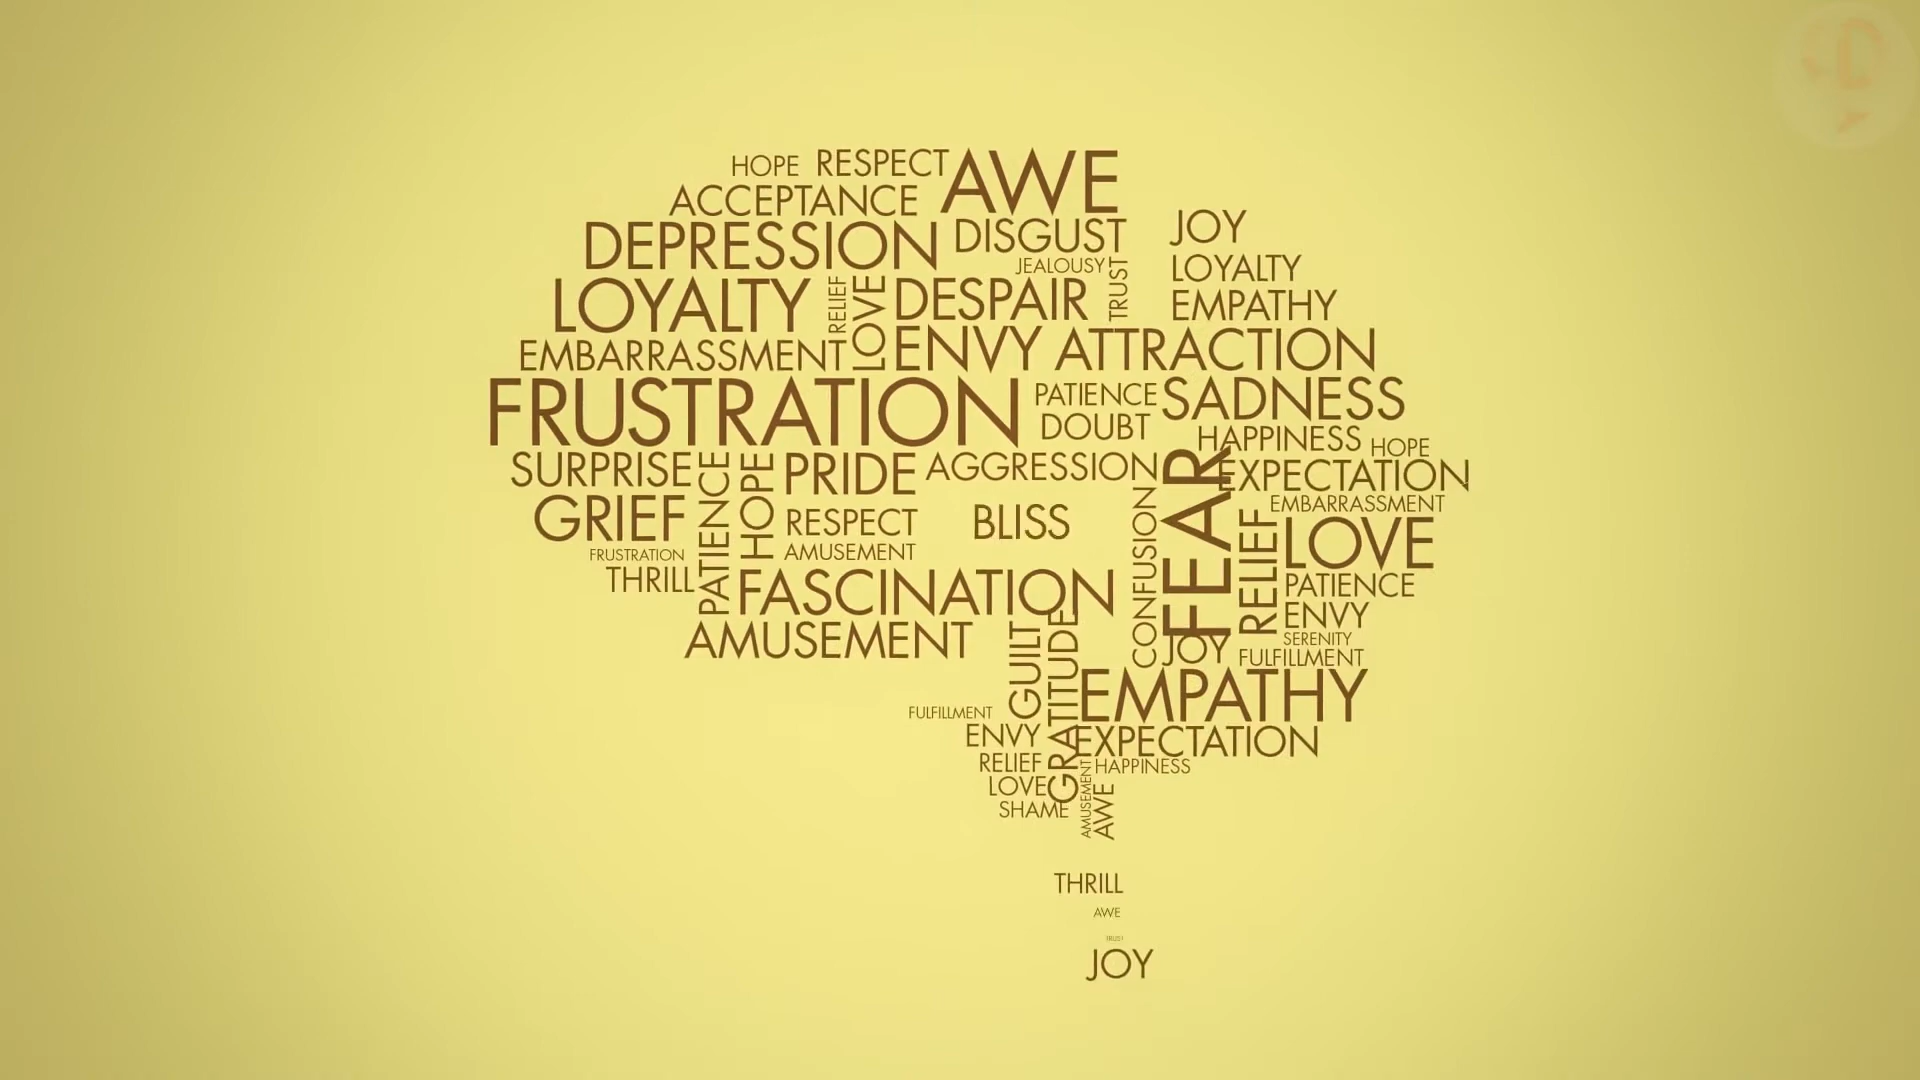 HOPE RESPECT AWE
ACCEPTANCE
DEPRESSION DISGUST JOY
JEALOUSY TRUST LOYALTY
LOYALTY RELIEF LOVE DESPAIR EMPATHY
EMBARRASSMENT ENVY ATTRACTION
FRUSTRATION PATIENCE SADNESS
DOUBT HAPPINESS HOPE
SURPRISE PATIENCE HOPE PRIDE AGGRESSION FEAR EXPECTATION
GRIEF RESPECT BLISS CONFUSION RELIEF EMBARRASSMENT
LOVE
FRUSTRATION AMUSEMENT
THRILL FASCINATION PATIENCE
ENVY
AMUSEMENT GUILT GRATITUDE JOY SERENITY
FULFILLMENT
EMPATHY
FULFILLMENT
ENVY EXPECTATION
RELIEF HAPPINESS
LOVE AMUSEMENT AWE
SHAME
THRILL
AWE
TRUST
JOY